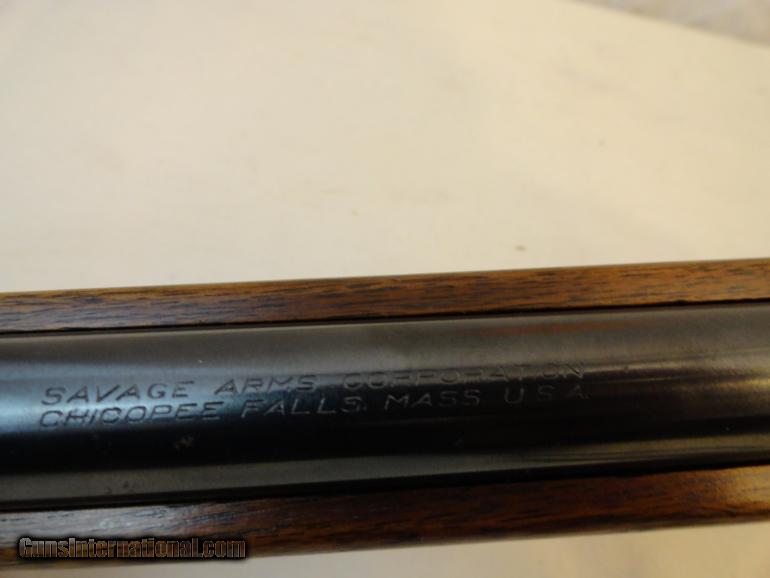 SAVAGE ARMS CORPORATION
CHICOPEE FALLS, MASS U.S.A.
GunsInternational.com